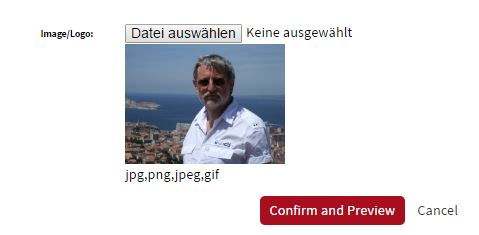 Image/Logo:
Datei auswählen Keine ausgewählt
jpg,png,jpeg,gif
Confirm and Preview Cancel